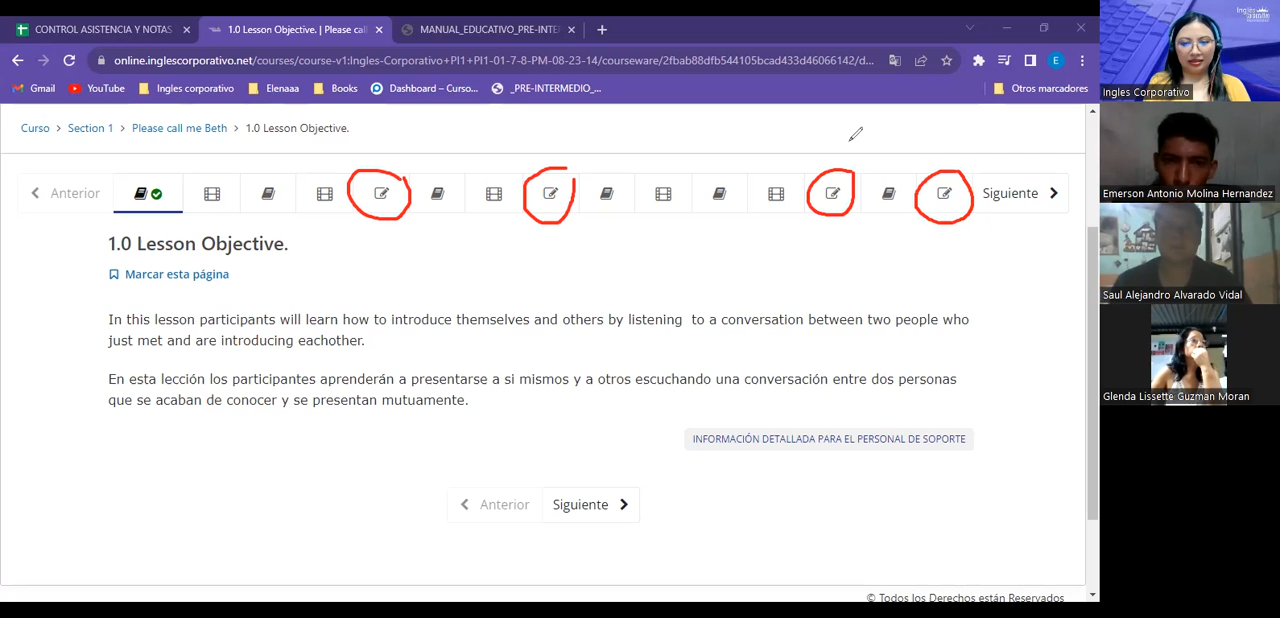 CONTROL ASISTENCIA Y NOTAS
1.0 Lesson Objective. | Please call
MANUAL_EDUCATIVO_PRE-INTER
online.inglescorporativo.net/courses/course-v1:Ingles-Corporativo+PI1+PI1-01-7-8-PM-08-23-14/courseware/2fbab88dfb544105bcad433d46066142/d...
E
Gmail
YouTube
Ingles corporativo
Elenaaa
Books
Dashboard – Curso...
_PRE-INTERMEDIO_...
Otros marcadores
Curso > Section 1 > Please call me Beth > 1.0 Lesson Objective.
Anterior
Siguiente
1.0 Lesson Objective.
Marcar esta página
In this lesson participants will learn how to introduce themselves and others by listening to a conversation between two people who
just met and are introducing eachother.
En esta lección los participantes aprenderán a presentarse a si mismos y a otros escuchando una conversación entre dos personas
que se acaban de conocer y se presentan mutuamente.
INFORMACIÓN DETALLADA PARA EL PERSONAL DE SOPORTE
Anterior
Siguiente
© Todos los Derechos están Reservados
Ingles Corporativo
Emerson Antonio Molina Hernandez
Saul Alejandro Alvarado Vidal
Glenda Lissette Guzman Moran